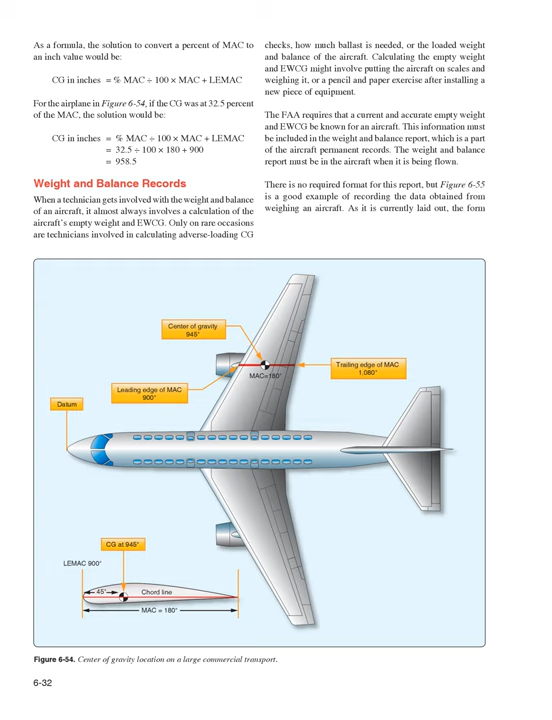 As a formula, the solution to convert a percent of MAC to
an inch value would be:
CG in inches = % MAC ÷ 100 × MAC + LEMAC
For the airplane in Figure 6-54, if the CG was at 32.5 percent
of the MAC, the solution would be:
CG in inches = % MAC ÷ 100 × MAC + LEMAC
= 32.5 ÷ 100 × 180 + 900
= 958.5
Weight and Balance Records
When a technician gets involved with the weight and balance
of an aircraft, it almost always involves a calculation of the
aircraft's empty weight and EWCG. Only on rare occasions
are technicians involved in calculating adverse-loading CG
checks, how much ballast is needed, or the loaded weight
and balance of the aircraft. Calculating the empty weight
and EWCG might involve putting the aircraft on scales and
weighing it, or a pencil and paper exercise after installing a
new piece of equipment.
The FAA requires that a current and accurate empty weight
and EWCG be known for an aircraft. This information must
be included in the weight and balance report, which is a part
of the aircraft permanent records. The weight and balance
report must be in the aircraft when it is being flown.
There is no required format for this report, but Figure 6-55
is a good example of recording the data obtained from
weighing an aircraft. As it is currently laid out, the form
Center of gravity
945"
Trailing edge of MAC
1,080"
MAC=180"
Leading edge of MAC
900"
Datum
CG at 945"
LEMAC 900"
45"
Chord line
MAC = 180"
Figure 6-54. Center of gravity location on a large commercial transport.
6-32